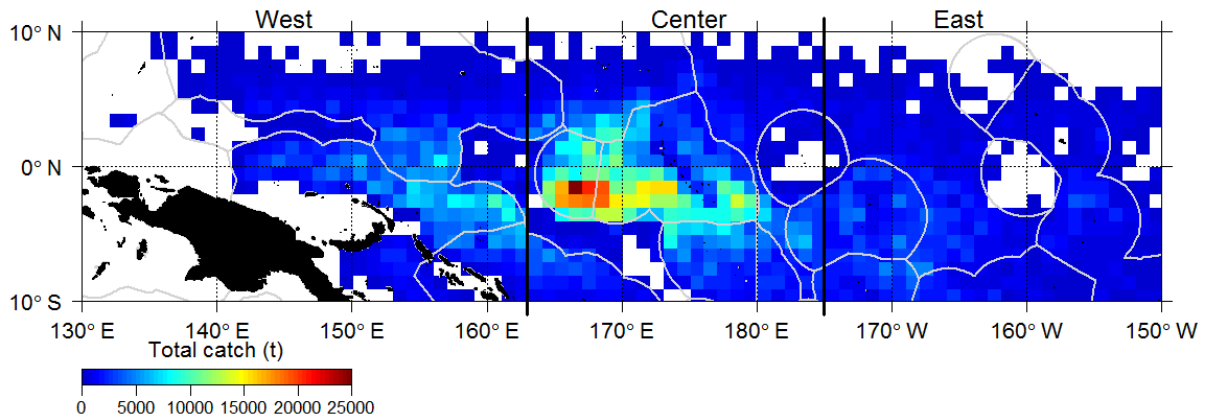 West Center East
10° N
0° N
10° S
130° E 140° E 150° E 160° E 170° E 180° E 170° W 160° W 150° W
Total catch (t)
0 5000 10000 15000 20000 25000